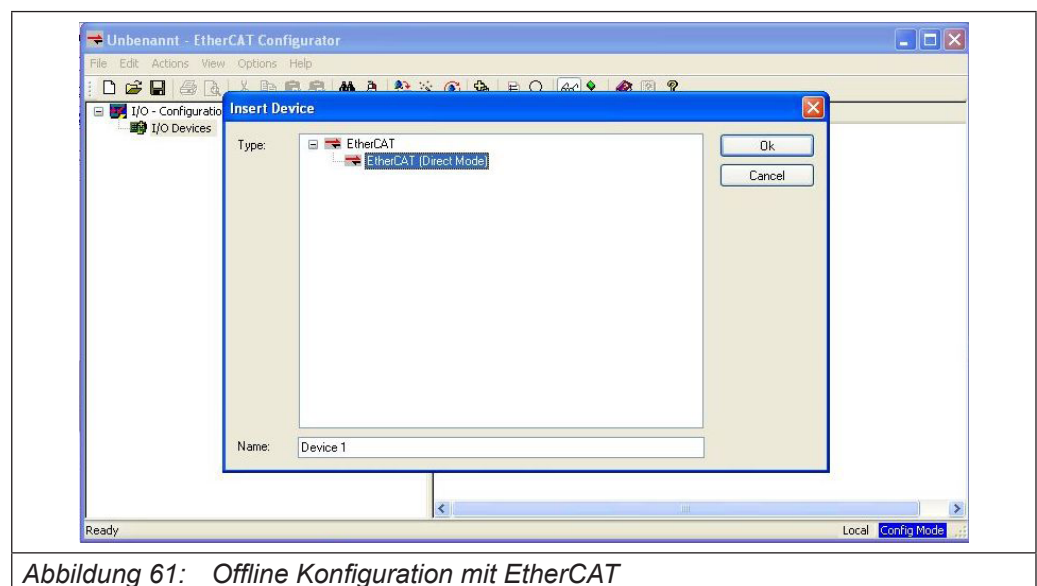 Unbenannt - EtherCAT Configurator
File Edit Actions View Options Help
I/O - Configuratio
I/O Devices
Insert Device
Type:
EtherCAT
EtherCAT (Direct Mode)
Ok
Cancel
Name:
Device 1
Ready
Local Config Mode
Abbildung 61: Offline Konfiguration mit EtherCAT